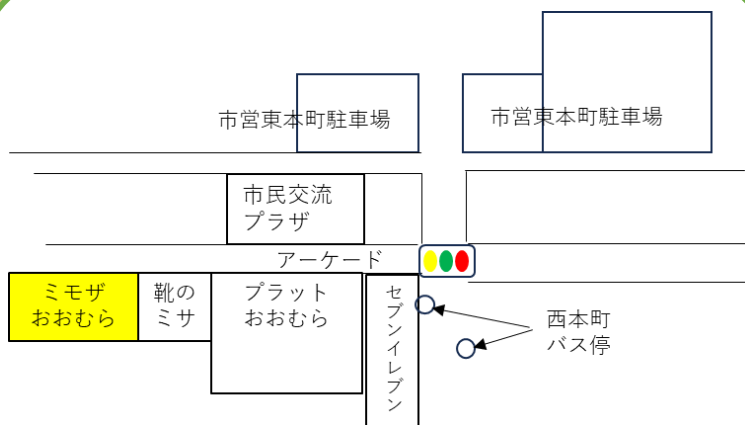 市営東本町駐車場
市営東本町駐車場
市民交流
プラザ
アーケード
ミモザ
おおむら
靴の
ミサ
プラット
おおむら
セブンイレブン
西本町
バス停